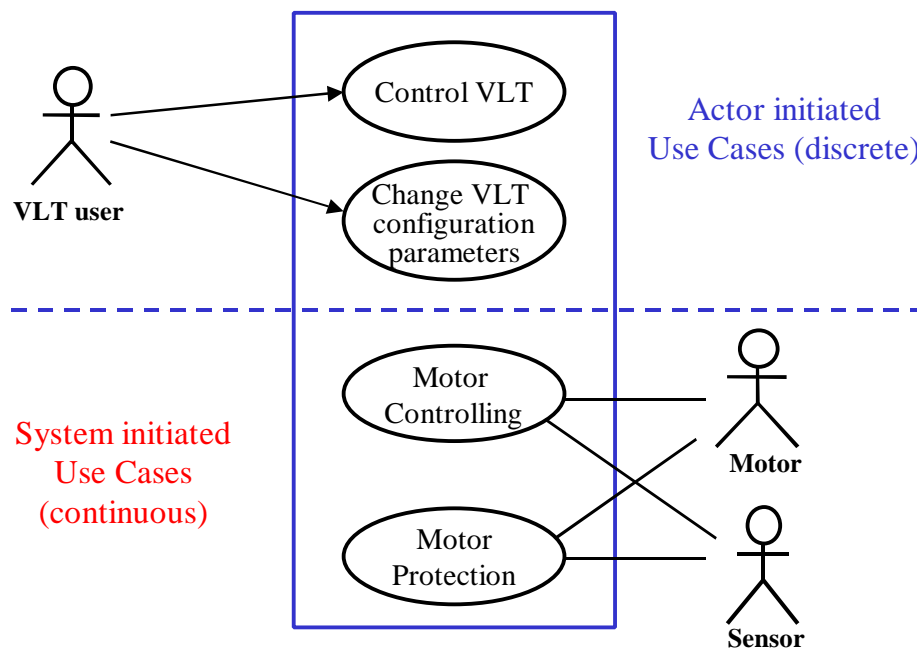 Control VLT
Actor initiated
Use Cases (discrete)
VLT user
Change VLT
configuration
parameters
Motor
Controlling
System initiated
Use Cases
(continuous)
Motor
Motor
Protection
Sensor